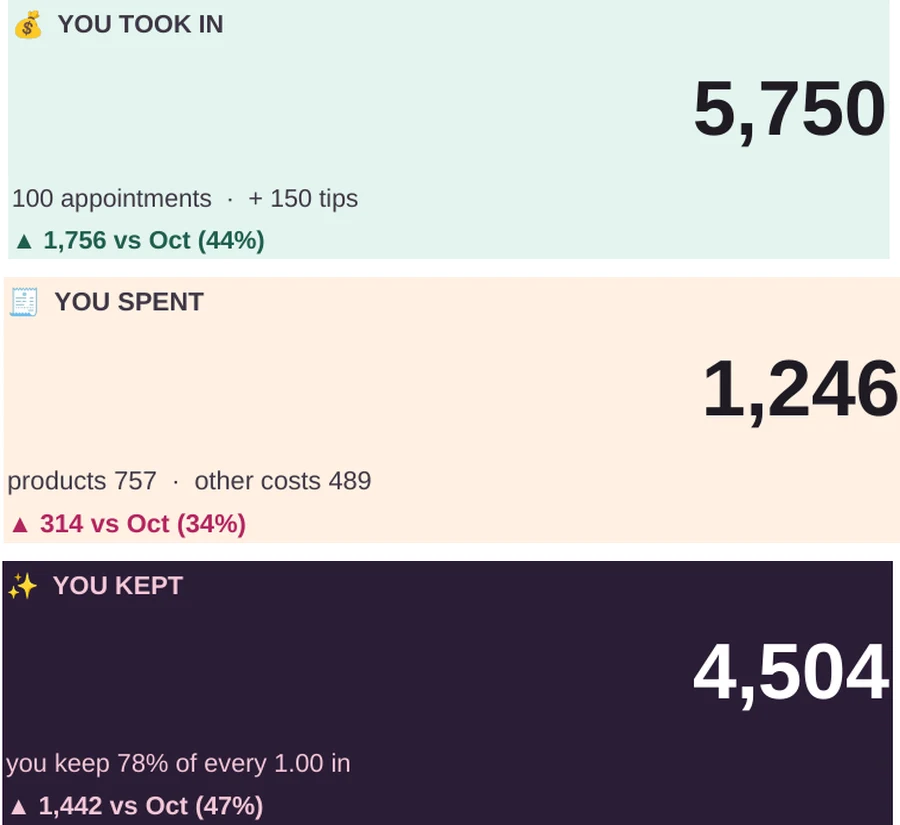 💰 YOU TOOK IN
5,750
100 appointments · + 150 tips
▲ 1,756 vs Oct (44%)
🧾 YOU SPENT
1,246
products 757 · other costs 489
▲ 314 vs Oct (34%)
✨ YOU KEPT
4,504
you keep 78% of every 1.00 in
▲ 1,442 vs Oct (47%)